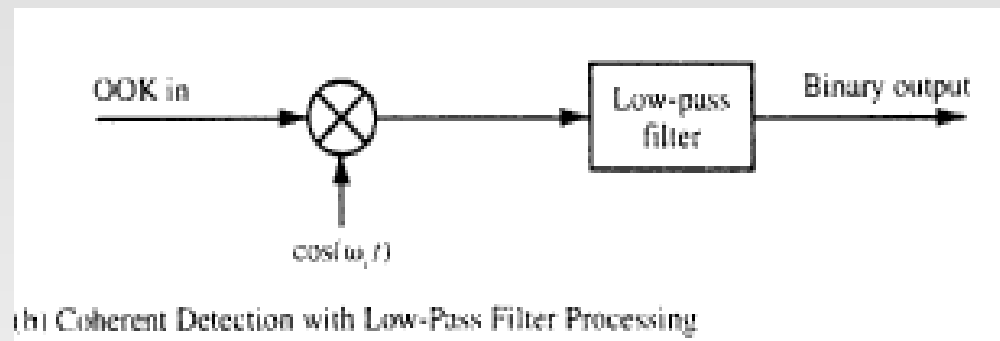 OOK in
Low-pass
filter
Binary output
cos(ω_c t)
(b) Coherent Detection with Low-Pass Filter Processing